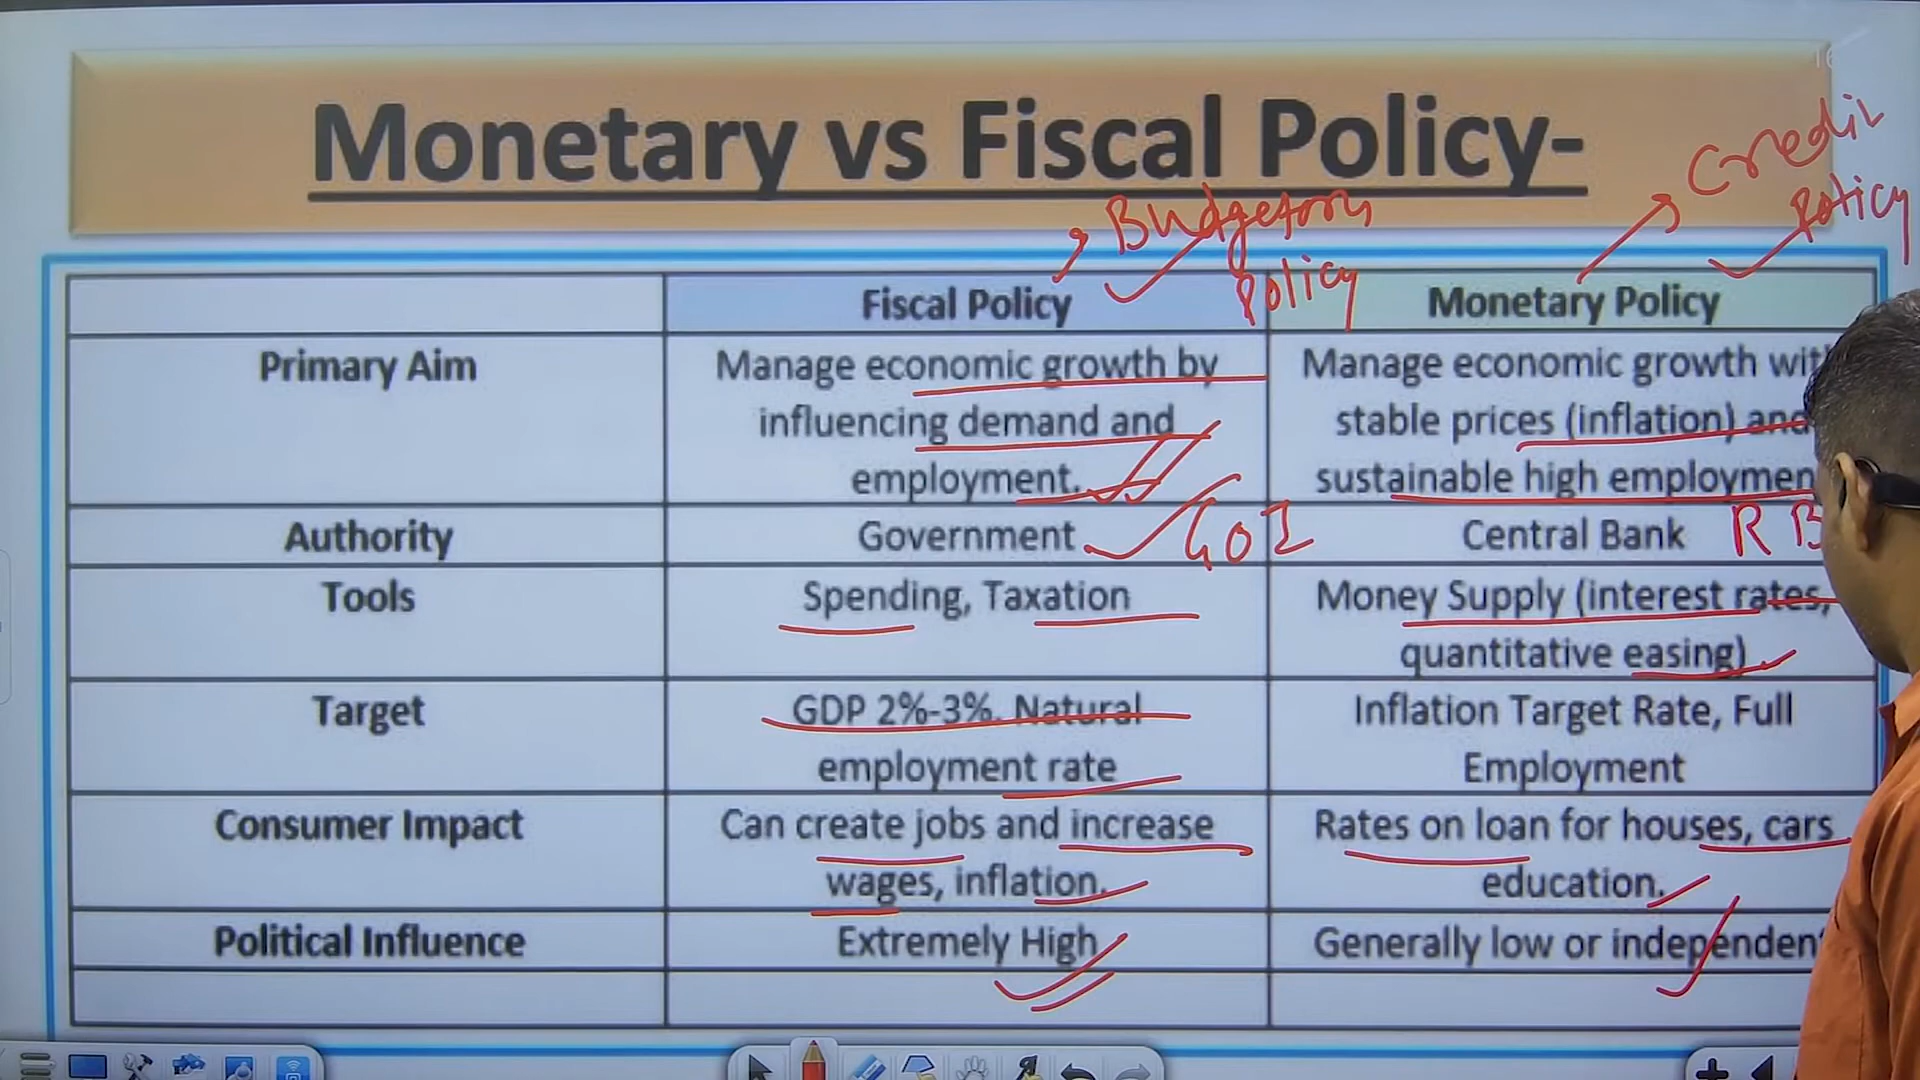 Monetary vs Fiscal Policy-
Credit
Policy
Budgetory
Policy
Fiscal Policy
Monetary Policy
Primary Aim
Manage economic growth by
influencing demand and
employment.
Manage economic growth with
stable prices (inflation) and
sustainable high employmen
Authority
Government
GOI
Central Bank
R B
Tools
Spending, Taxation
Money Supply (interest rates,
quantitative easing)
Target
GDP 2%-3%. Natural
employment rate
Inflation Target Rate, Full
Employment
Consumer Impact
Can create jobs and increase
wages, inflation.
Rates on loan for houses, cars
education.
Political Influence
Extremely High
Generally low or independent